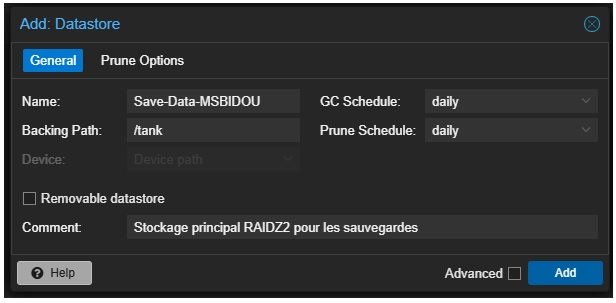 Add: Datastore
General Prune Options
Name: Save-Data-MSBIDOU GC Schedule: daily
Backing Path: /tank Prune Schedule: daily
Device: Device path
Removable datastore
Comment: Stockage principal RAIDZ2 pour les sauvegardes
? Help Advanced Add